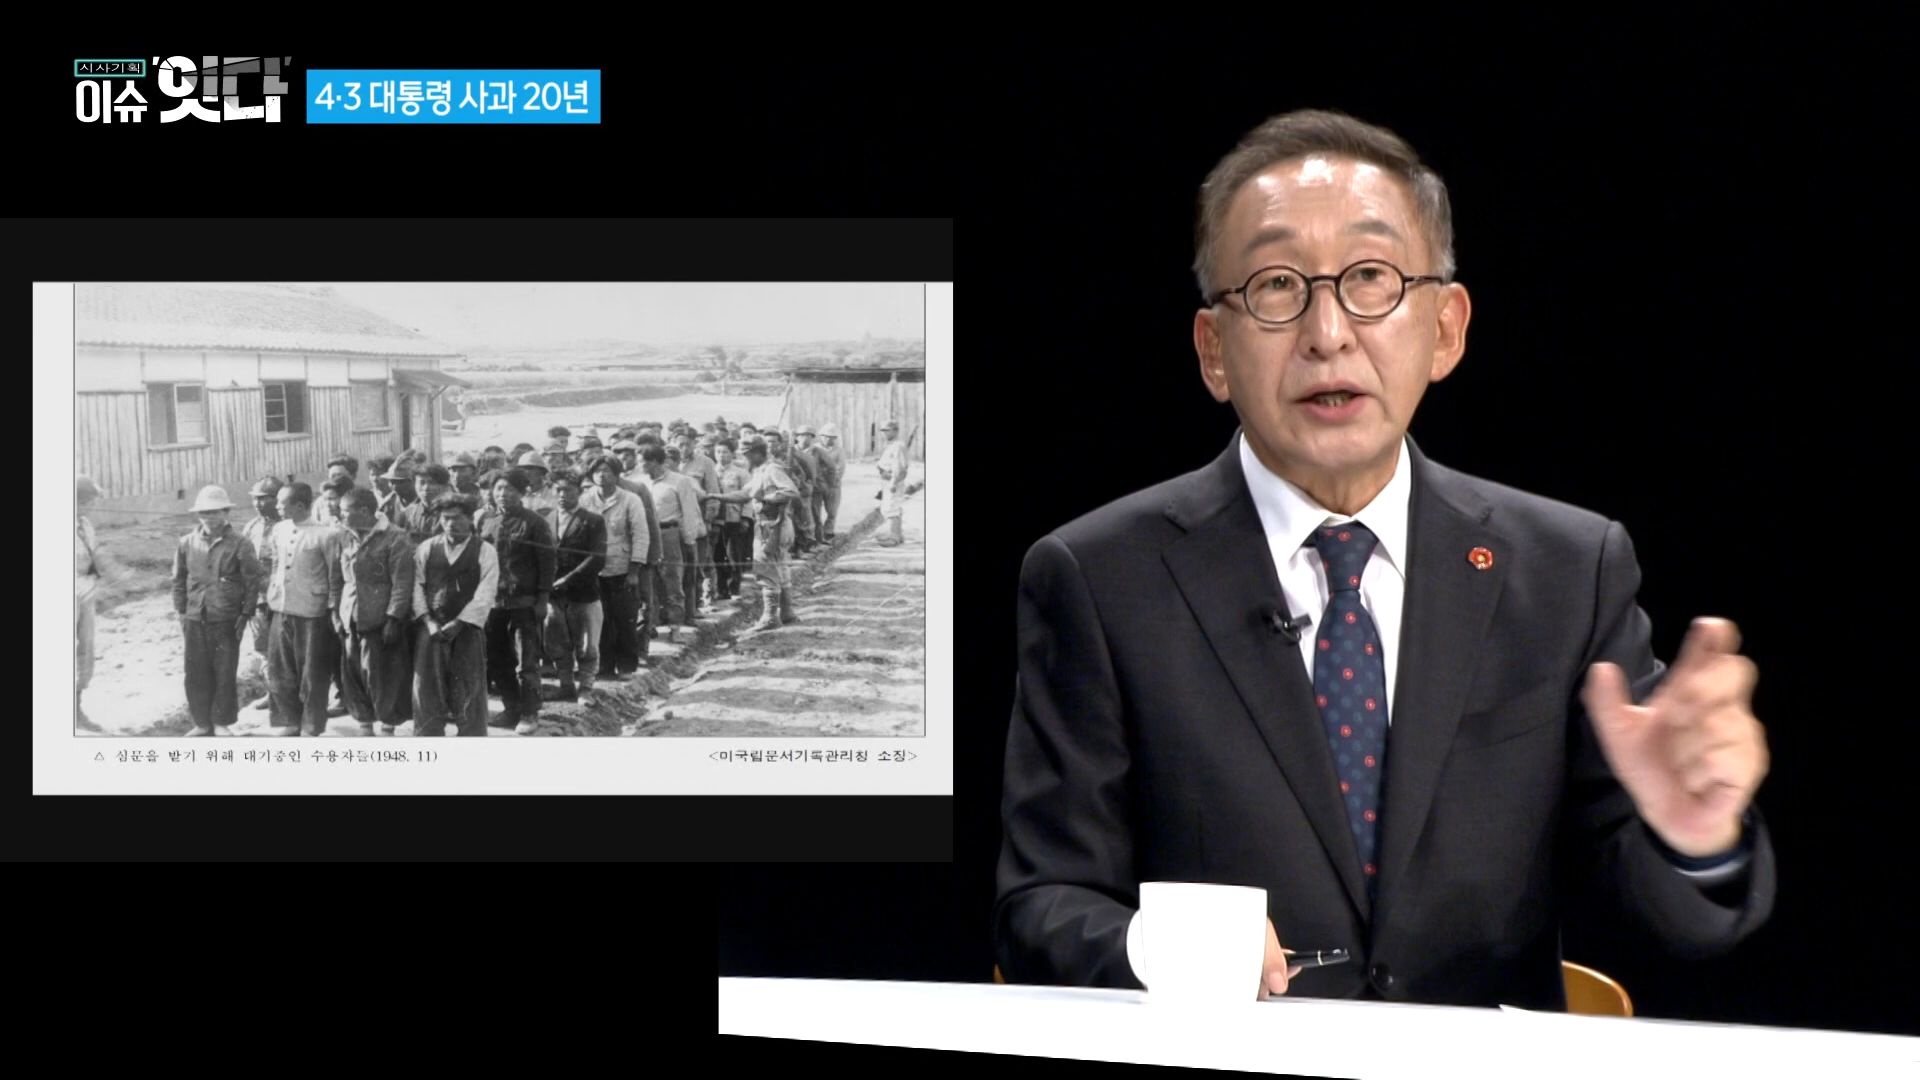 시사기획
이슈 '잇다'
4·3 대통령 사과 20년
△ 심문을 받기 위해 대기중인 수용자들(1948. 11)
<미국립문서기록관리청 소장>